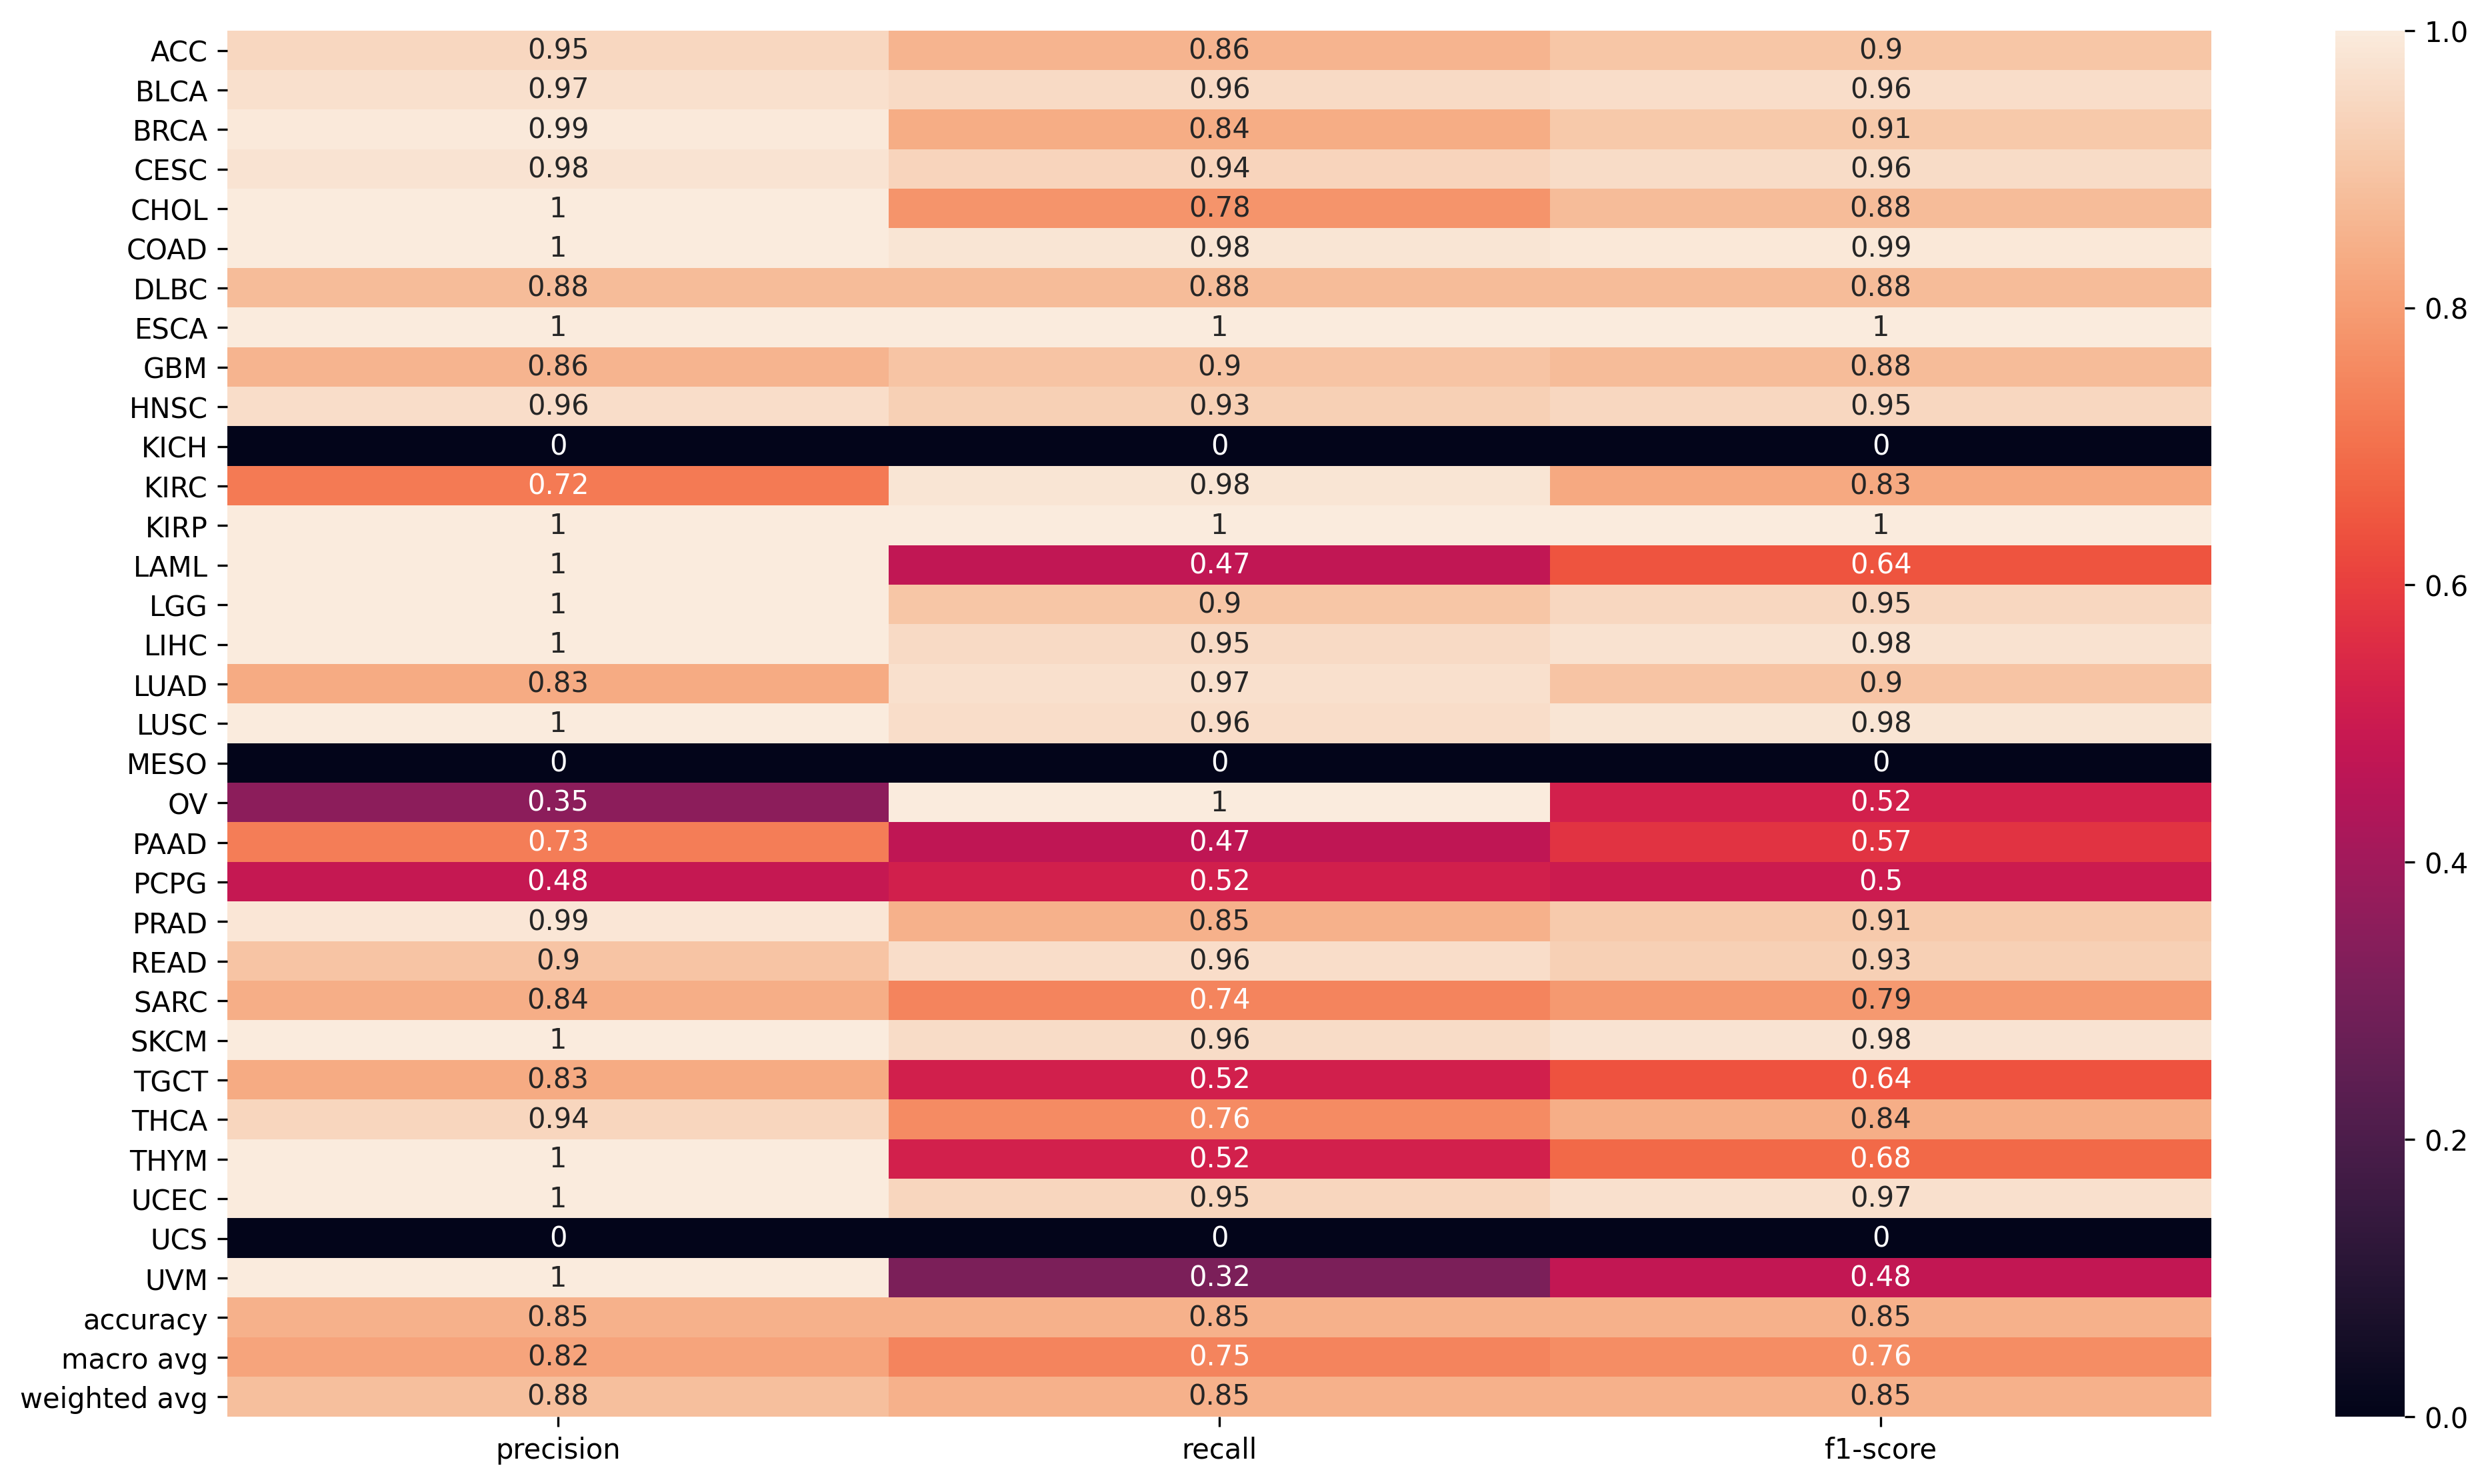 ACC 0.95 0.86 0.9
BLCA 0.97 0.96 0.96
BRCA 0.99 0.84 0.91
CESC 0.98 0.94 0.96
CHOL 1 0.78 0.88
COAD 1 0.98 0.99
DLBC 0.88 0.88 0.88
ESCA 1 1 1
GBM 0.86 0.9 0.88
HNSC 0.96 0.93 0.95
KICH 0 0 0
KIRC 0.72 0.98 0.83
KIRP 1 1 1
LAML 1 0.47 0.64
LGG 1 0.9 0.95
LIHC 1 0.95 0.98
LUAD 0.83 0.97 0.9
LUSC 1 0.96 0.98
MESO 0 0 0
OV 0.35 1 0.52
PAAD 0.73 0.47 0.57
PCPG 0.48 0.52 0.5
PRAD 0.99 0.85 0.91
READ 0.9 0.96 0.93
SARC 0.84 0.74 0.79
SKCM 1 0.96 0.98
TGCT 0.83 0.52 0.64
THCA 0.94 0.76 0.84
THYM 1 0.52 0.68
UCEC 1 0.95 0.97
UCS 0 0 0
UVM 1 0.32 0.48
accuracy 0.85 0.85 0.85
macro avg 0.82 0.75 0.76
weighted avg 0.88 0.85 0.85
precision recall f1-score
1.0
0.8
0.6
0.4
0.2
0.0